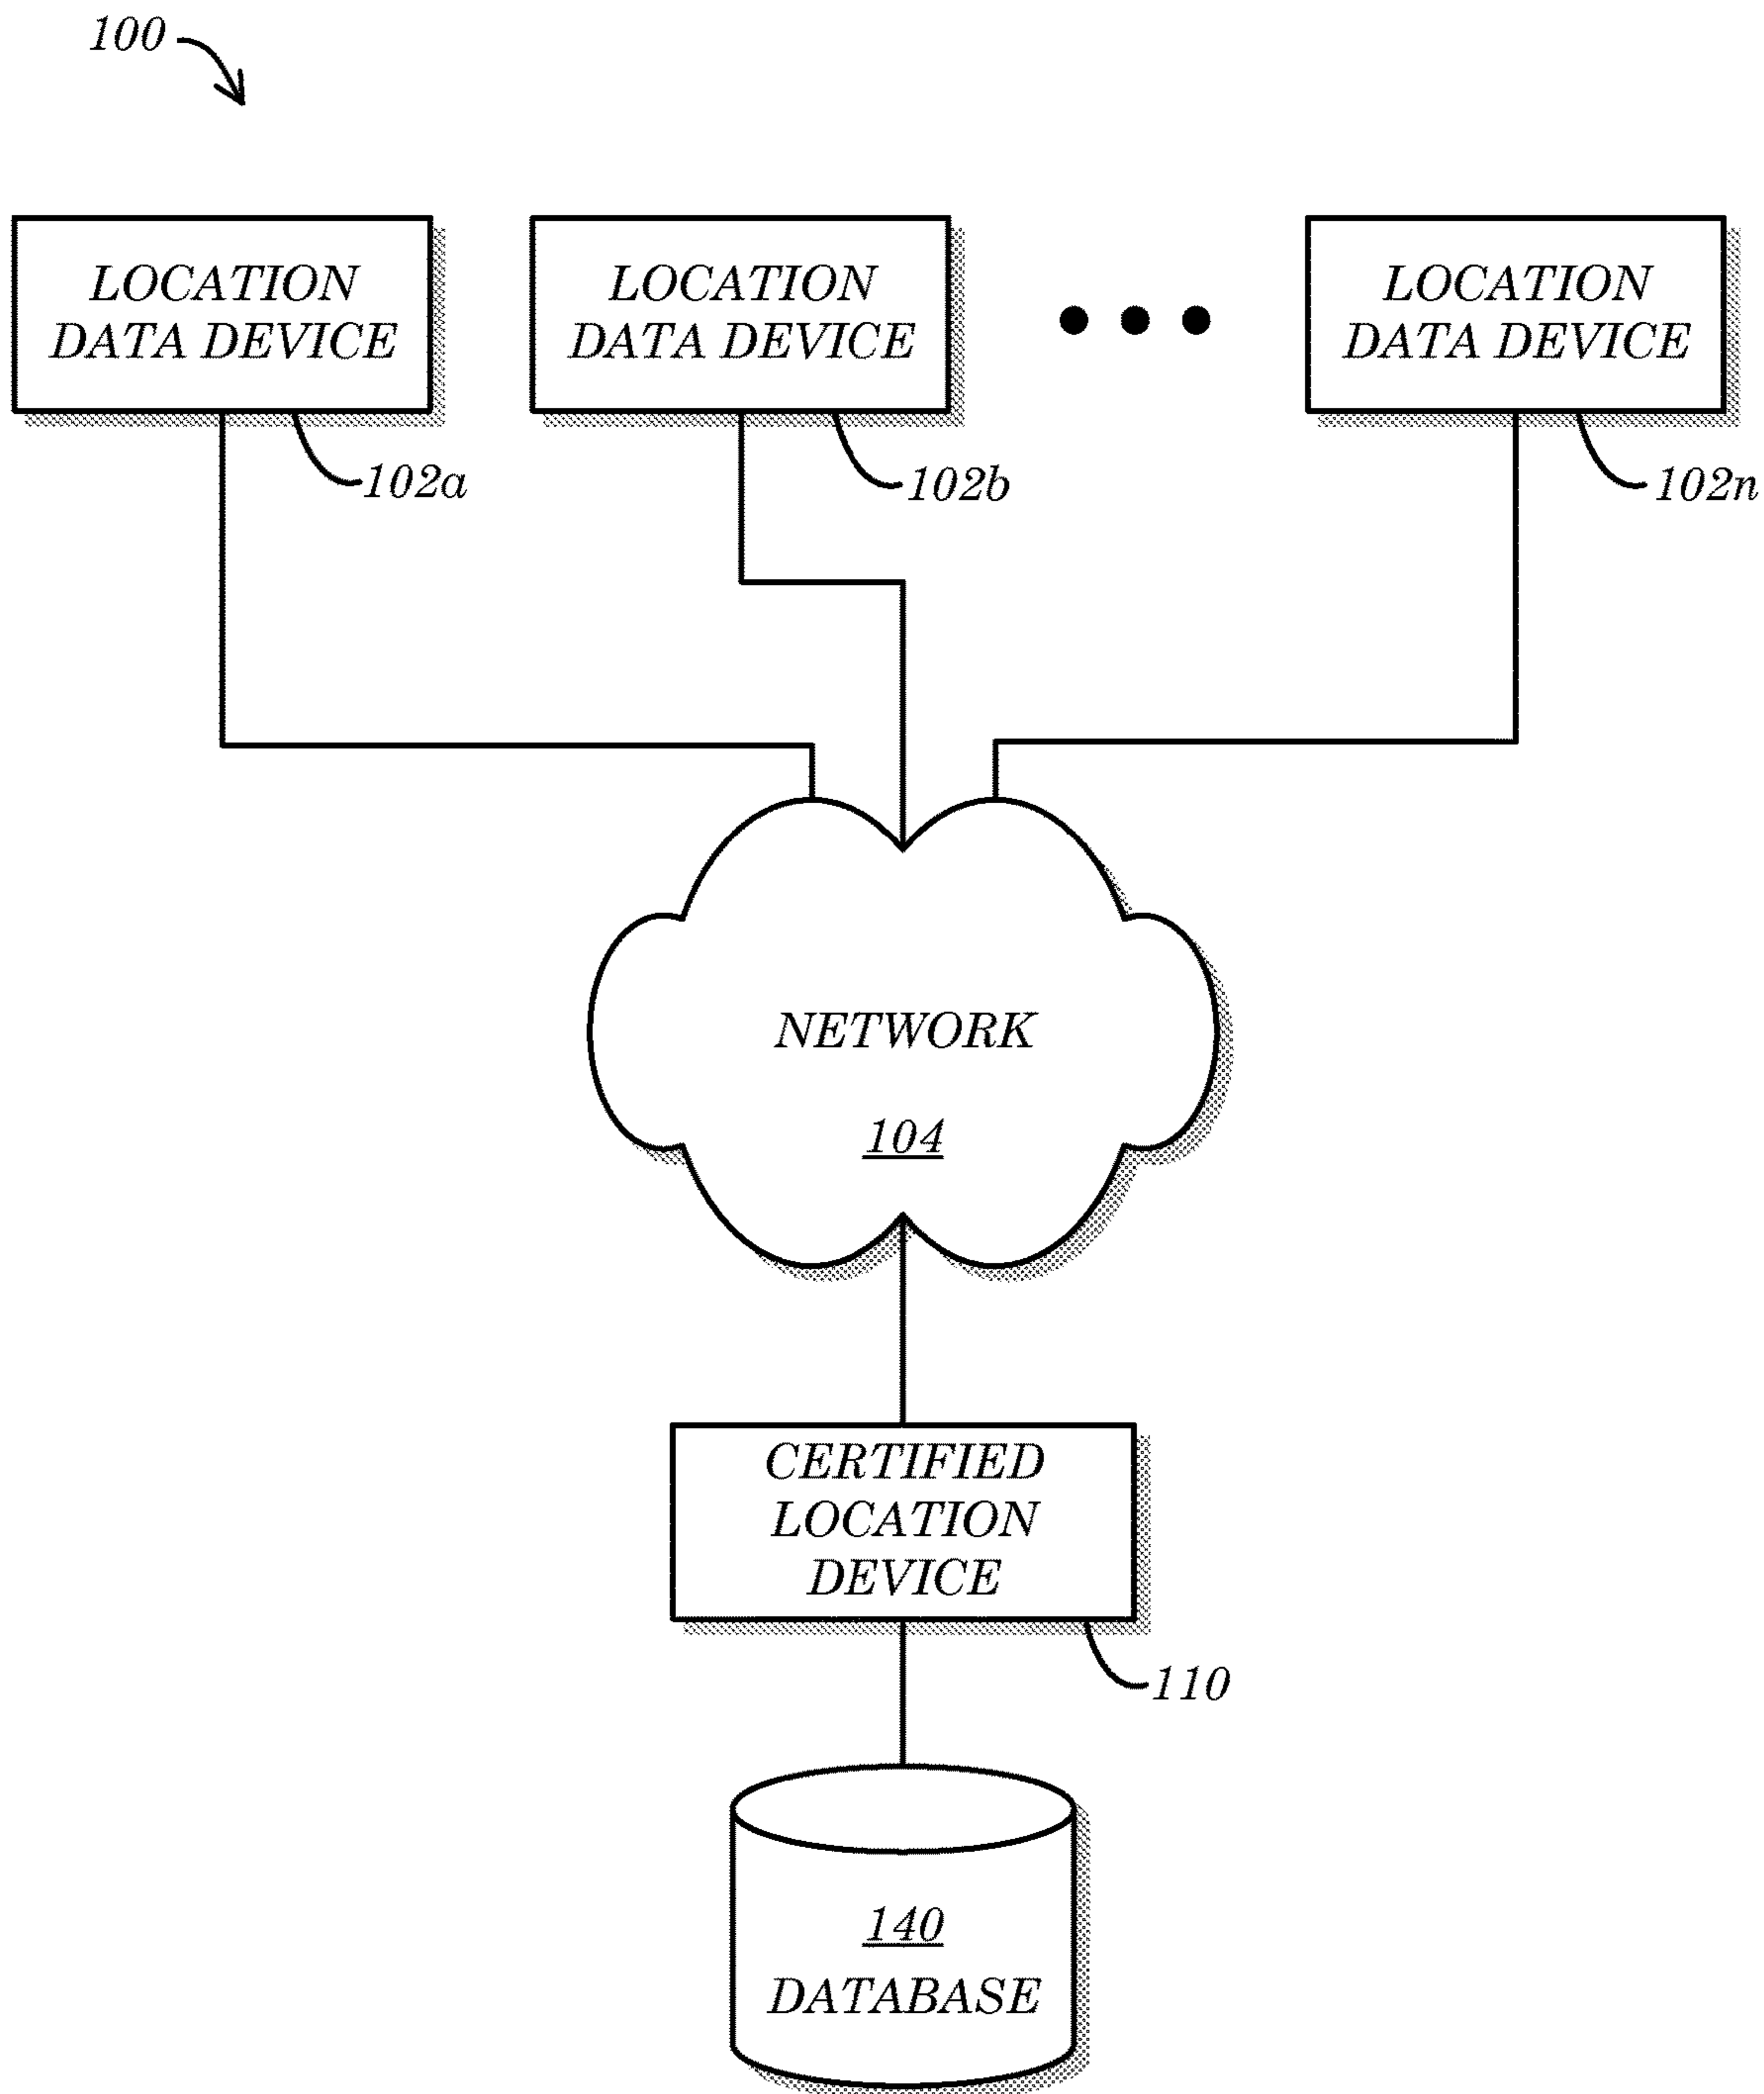 100
LOCATION
DATA DEVICE
102a
LOCATION
DATA DEVICE
102b
LOCATION
DATA DEVICE
102n
NETWORK
104
CERTIFIED
LOCATION
DEVICE
110
140
DATABASE